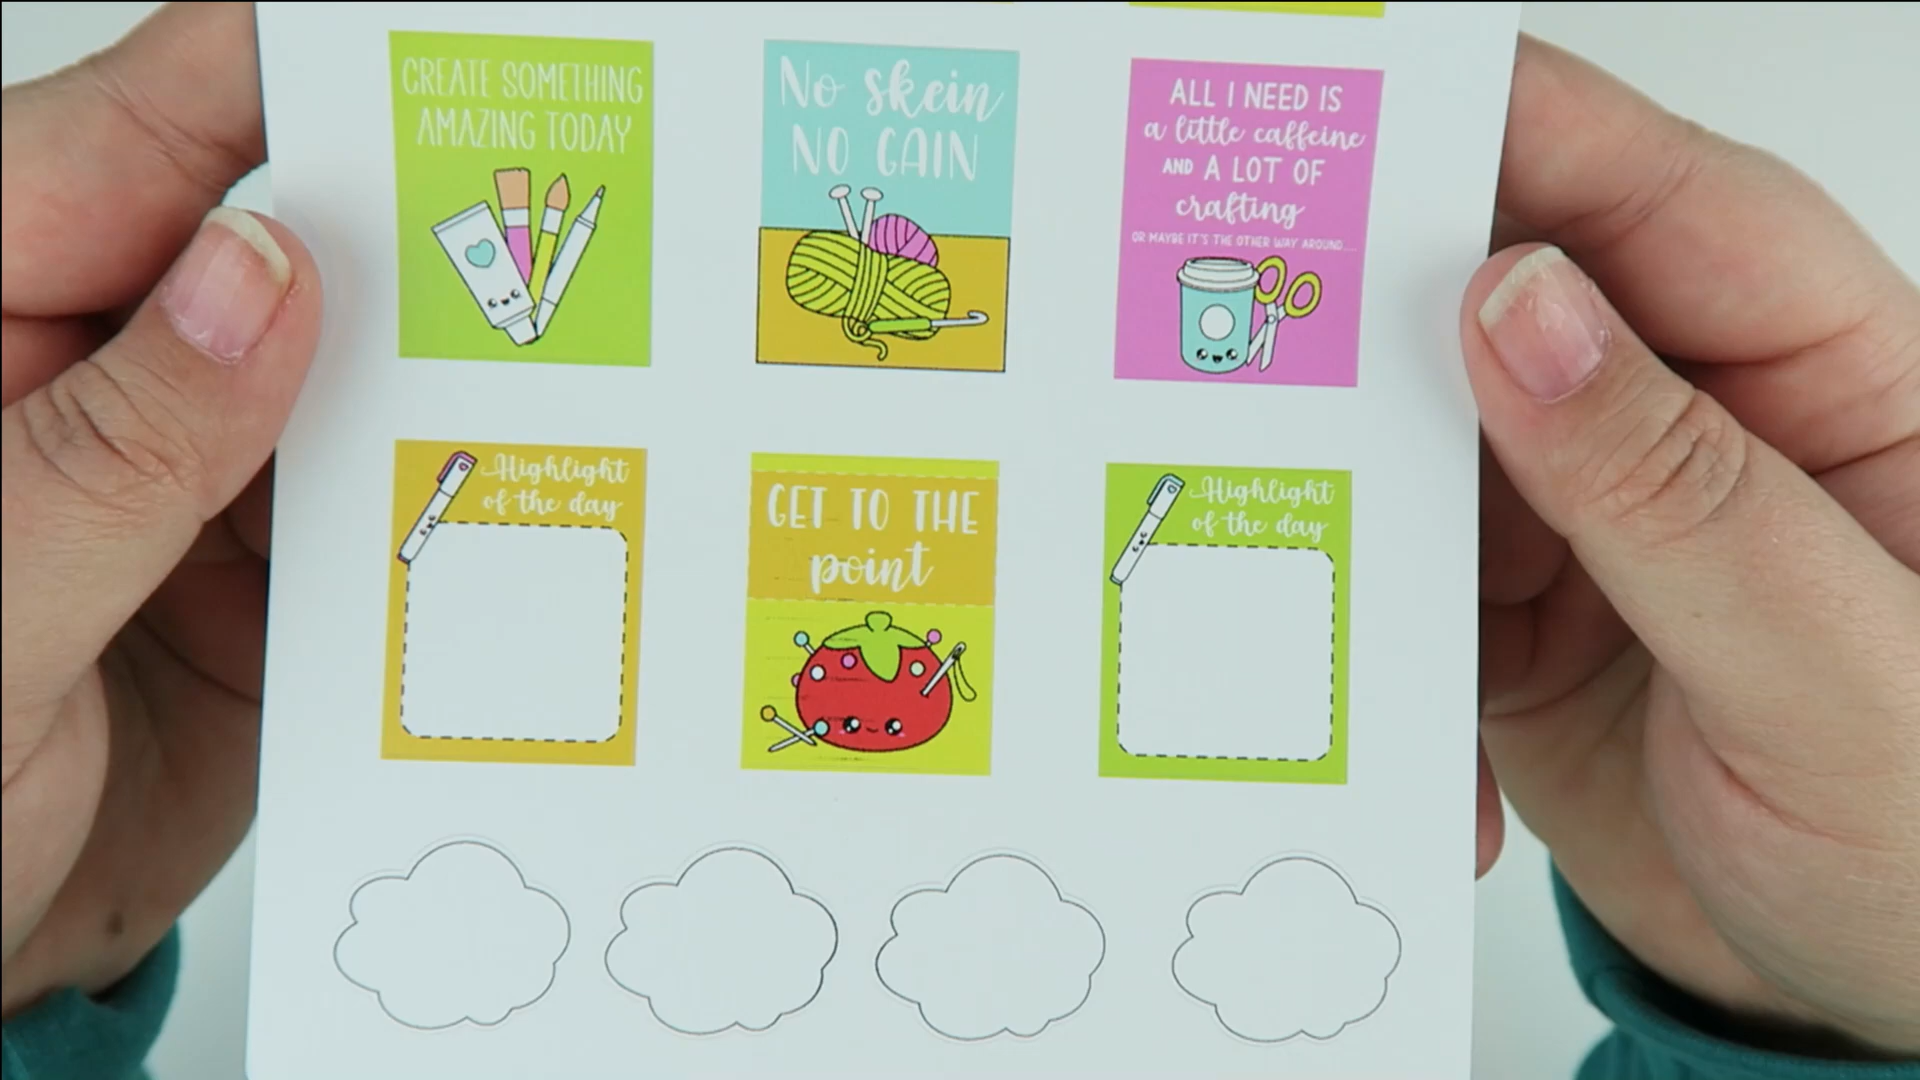 CREATE SOMETHING
AMAZING TODAY
No skein
NO GAIN
ALL I NEED IS
a little caffeine
AND A LOT OF
crafting
OR MAYBE IT'S THE OTHER WAY AROUND....
Highlight
of the day
GET TO THE
point
Highlight
of the day